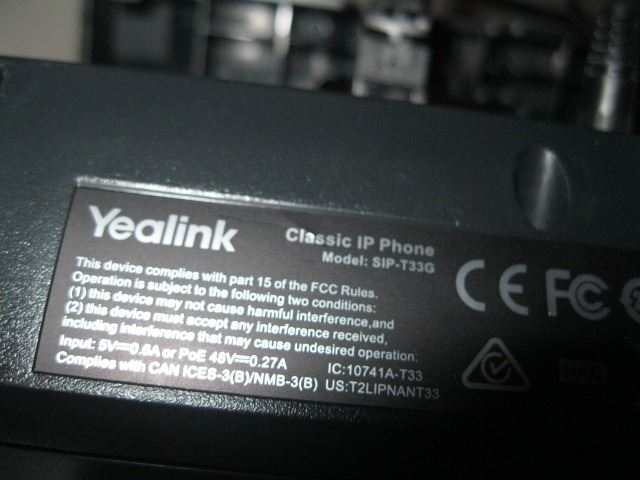 Yealink
Classic IP Phone
Model: SIP-T33G
This device complies with part 15 of the FCC Rules.
Operation is subject to the following two conditions:
(1) this device may not cause harmful interference,and
(2) this device must accept any interference received,
including interference that may cause undesired operation:
Input: 5V⎓0.6A or PoE 48V⎓0.27A
IC:10741A-T33
Complies with CAN ICES-3(B)/NMB-3(B)
US:T2LIPNANT33
CE FC
HAC